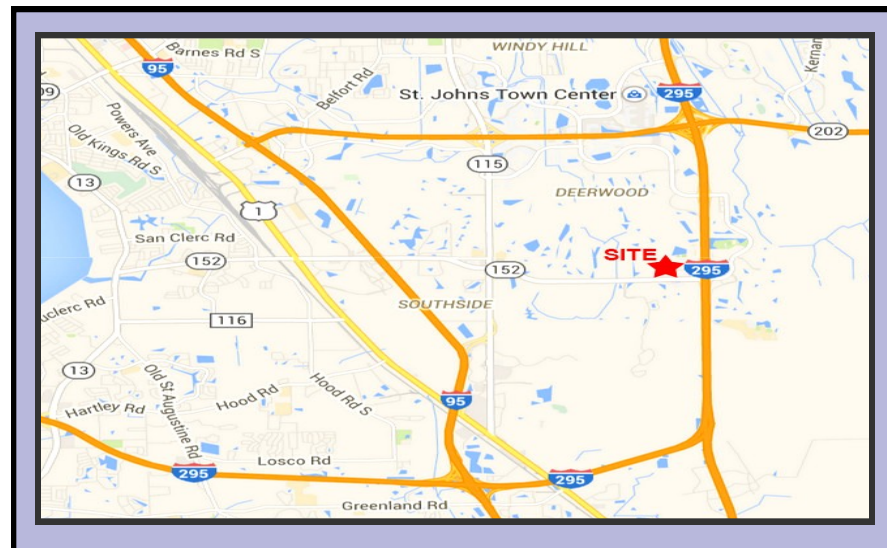 WINDY HILL
Barnes Rd S
95
Belfort Rd
St. Johns Town Center
295
Kernan
09
Powers Ave
Old Kings Rd S
202
115
13
DEERWOOD
1
San Clerc Rd
152
SITE
152
295
SOUTHSIDE
uclerc Rd
116
13
Old St Augustine Rd
Hood Rd
Hood Rd S
95
Hartley Rd
Losco Rd
295
295
Greenland Rd